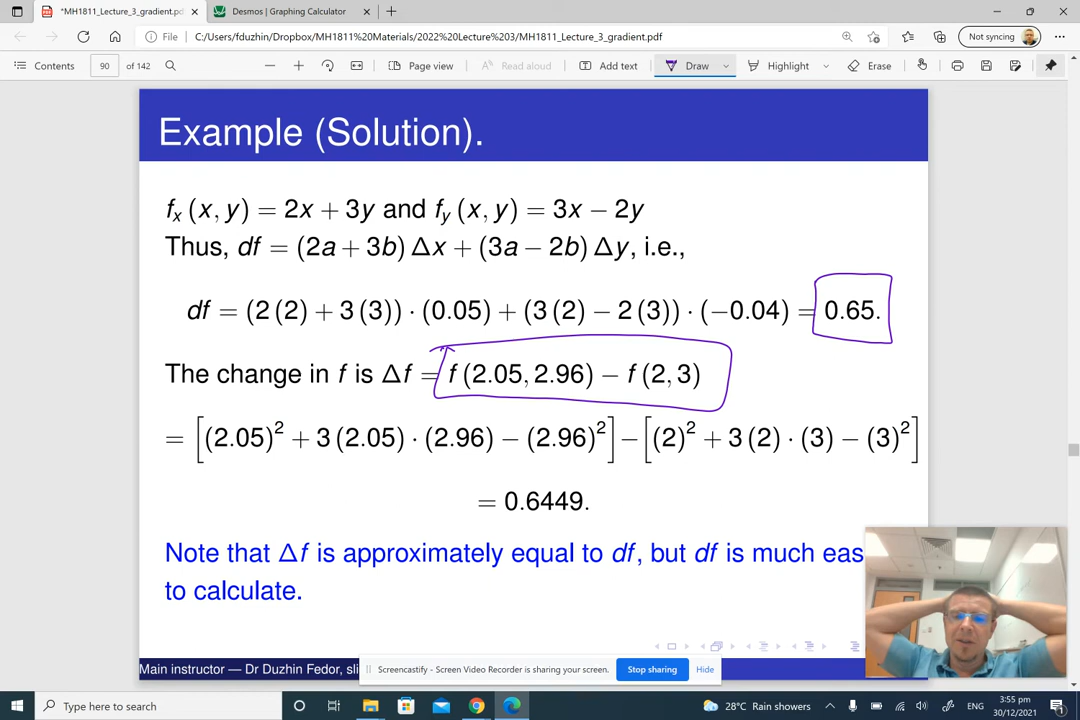 *MH1811_Lecture_3_gradient.pdf
Desmos | Graphing Calculator
File
C:/Users/fduzhin/Dropbox/MH1811%20Materials/2022%20Lecture%203/MH1811_Lecture_3_gradient.pdf
Not syncing
Contents
90 of 142
Page view
Read aloud
Add text
Draw
Highlight
Erase
Example (Solution).
fₓ (x, y) = 2x + 3y and f_y (x, y) = 3x − 2y
Thus, df = (2a + 3b) Δx + (3a − 2b) Δy, i.e.,
df = (2 (2) + 3 (3)) · (0.05) + (3 (2) − 2 (3)) · (−0.04) = 0.65.
The change in f is Δf = f (2.05, 2.96) − f (2, 3)
= [(2.05)² + 3 (2.05) · (2.96) − (2.96)²] − [(2)² + 3 (2) · (3) − (3)²]
= 0.6449.
Note that Δf is approximately equal to df, but df is much eas
to calculate.
Main instructor — Dr Duzhin Fedor, sli
Screencastify - Screen Video Recorder is sharing your screen.
Stop sharing
Hide
Type here to search
28°C Rain showers
ENG
3:55 pm
30/12/2021